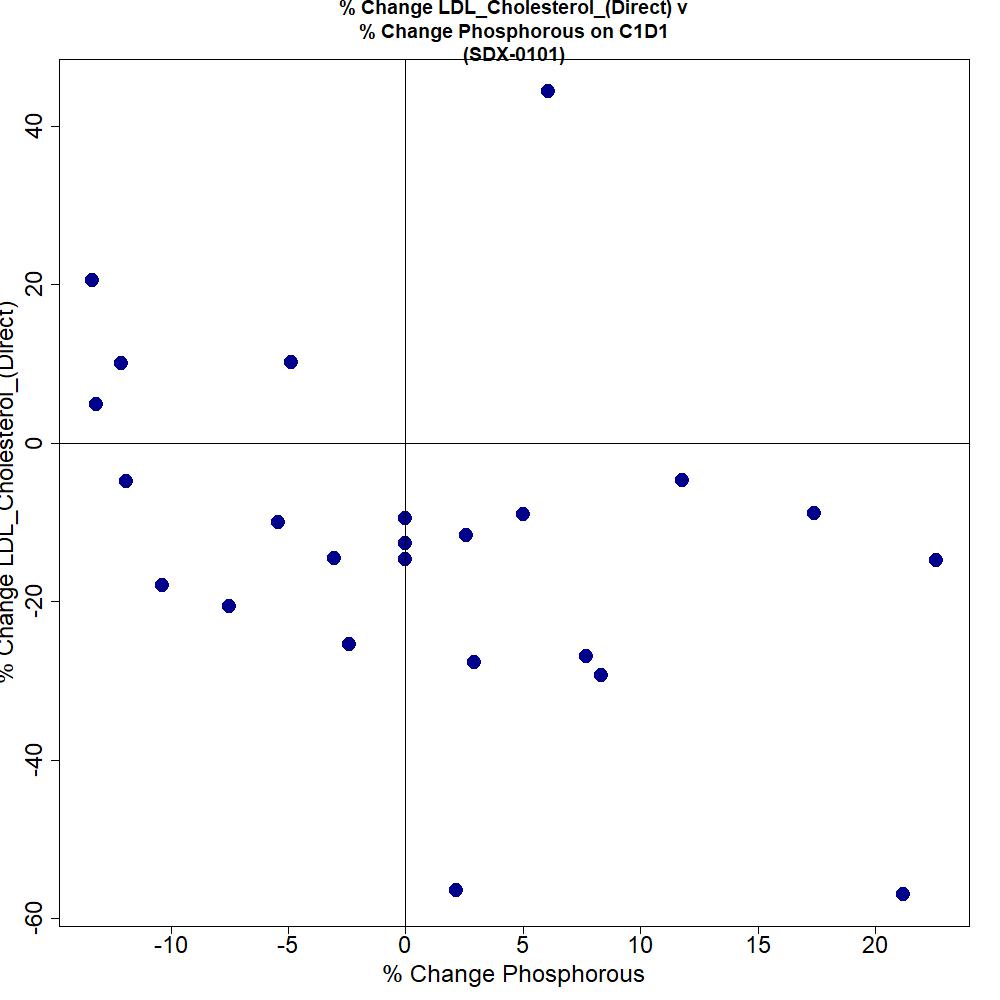 % Change LDL_Cholesterol_(Direct) v
% Change Phosphorous on C1D1
(SDX-0101)
% Change LDL_Cholesterol_(Direct)
40
20
0
-20
-40
-60
-10
-5
0
5
10
15
20
% Change Phosphorous